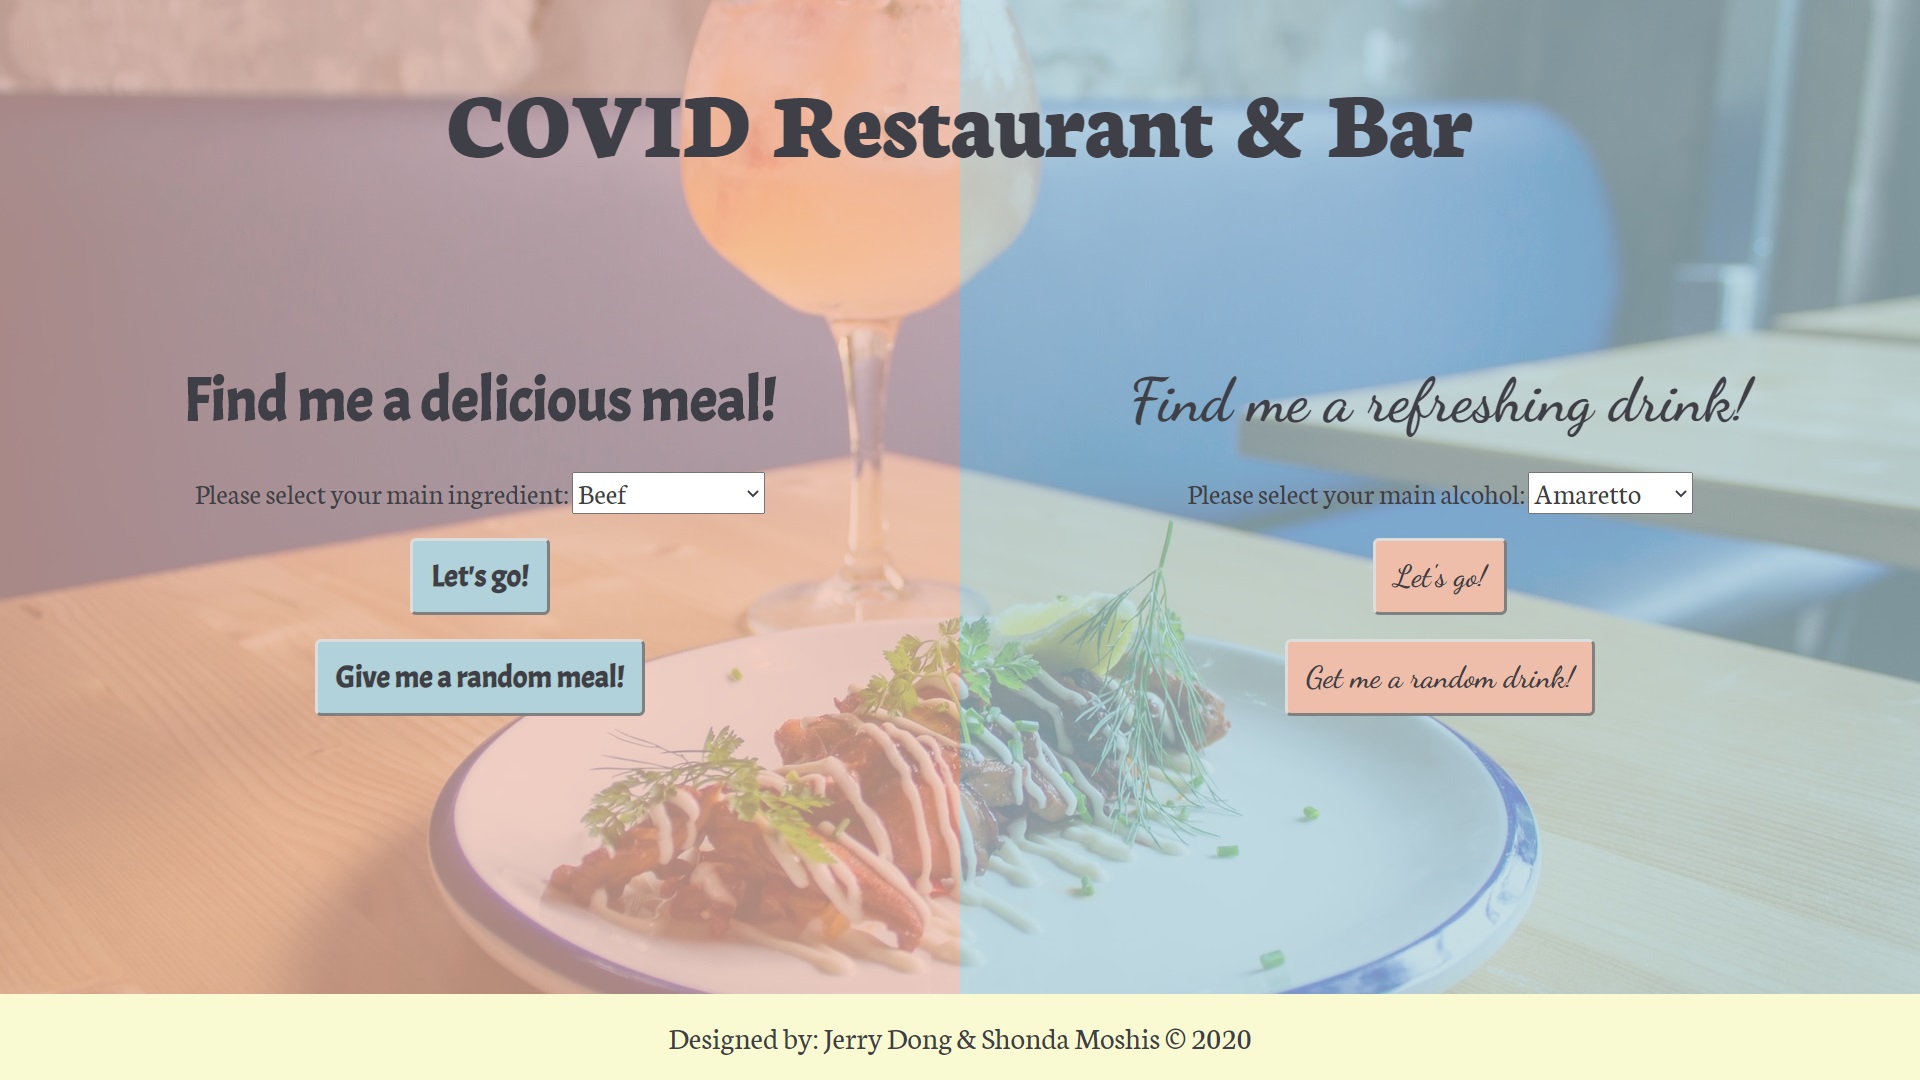 COVID Restaurant & Bar
Find me a delicious meal!
Please select your main ingredient: Beef
Let's go!
Give me a random meal!
Find me a refreshing drink!
Please select your main alcohol: Amaretto
Let's go!
Get me a random drink!
Designed by: Jerry Dong & Shonda Moshis © 2020